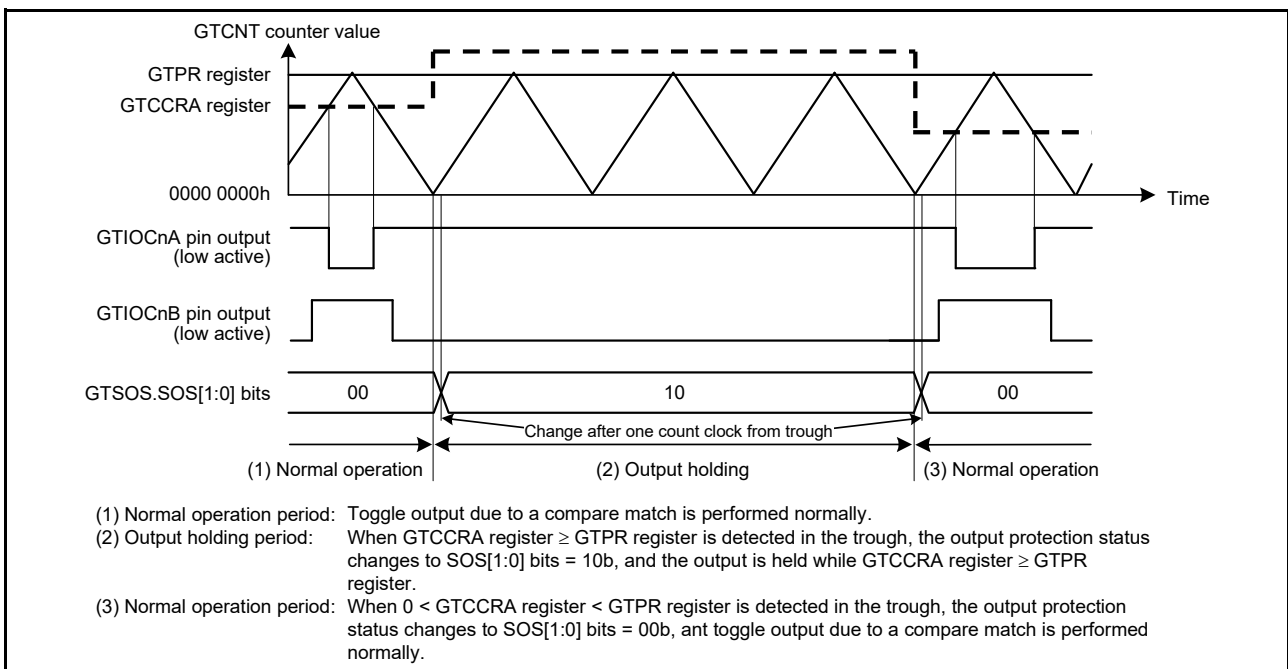 GTCNT counter value
GTPR register
GTCCRA register
0000 0000h
Time
GTIOCnA pin output
(low active)
GTIOCnB pin output
(low active)
GTSOS.SOS[1:0] bits
00
10
00
Change after one count clock from trough
(1) Normal operation
(2) Output holding
(3) Normal operation
(1) Normal operation period: Toggle output due to a compare match is performed normally.
(2) Output holding period: When GTCCRA register ≥ GTPR register is detected in the trough, the output protection status
changes to SOS[1:0] bits = 10b, and the output is held while GTCCRA register ≥ GTPR
register.
(3) Normal operation period: When 0 < GTCCRA register < GTPR register is detected in the trough, the output protection
status changes to SOS[1:0] bits = 00b, ant toggle output due to a compare match is performed
normally.